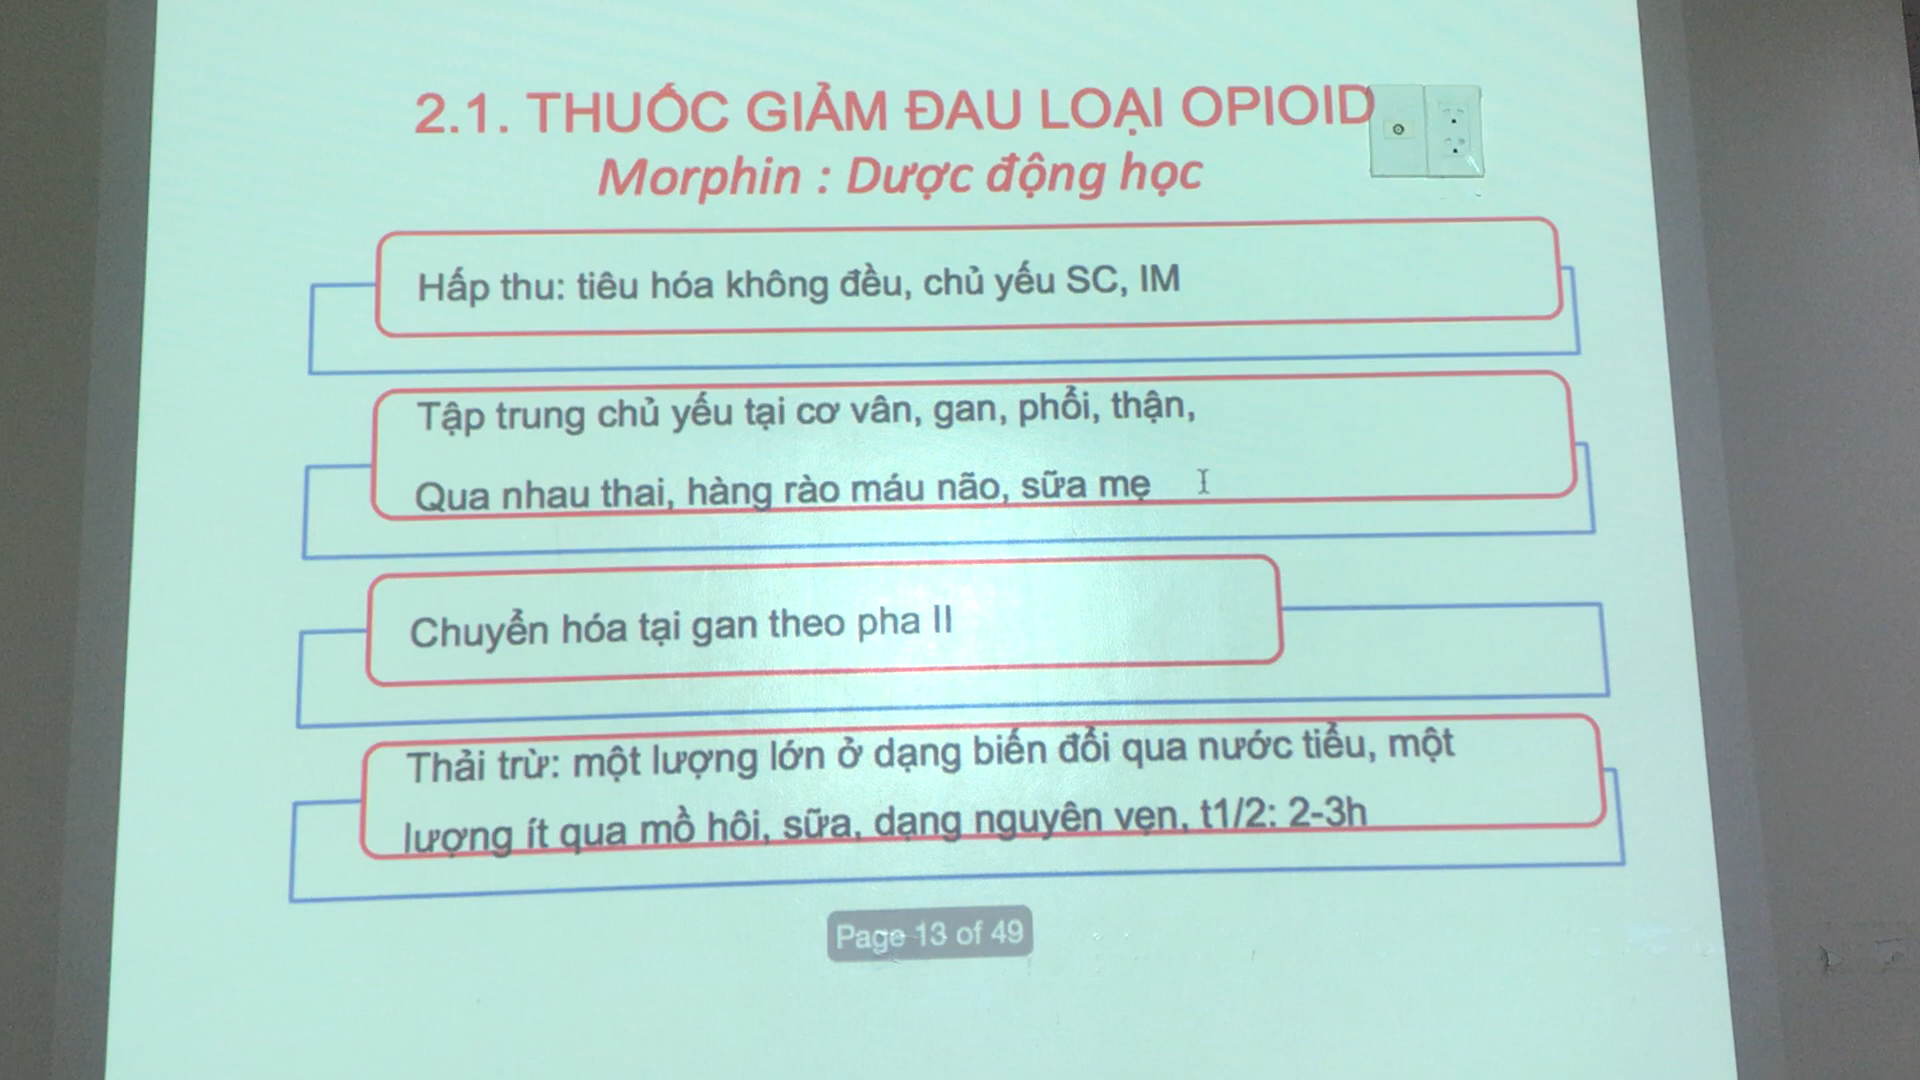 2.1. THUỐC GIẢM ĐAU LOẠI OPIOID
Morphin : Dược động học
Hấp thu: tiêu hóa không đều, chủ yếu SC, IM
Tập trung chủ yếu tại cơ vân, gan, phổi, thận,
Qua nhau thai, hàng rào máu não, sữa mẹ
Chuyển hóa tại gan theo pha II
Thải trừ: một lượng lớn ở dạng biến đổi qua nước tiểu, một
lượng ít qua mồ hôi, sữa, dạng nguyên vẹn, t1/2: 2-3h
Page 13 of 49